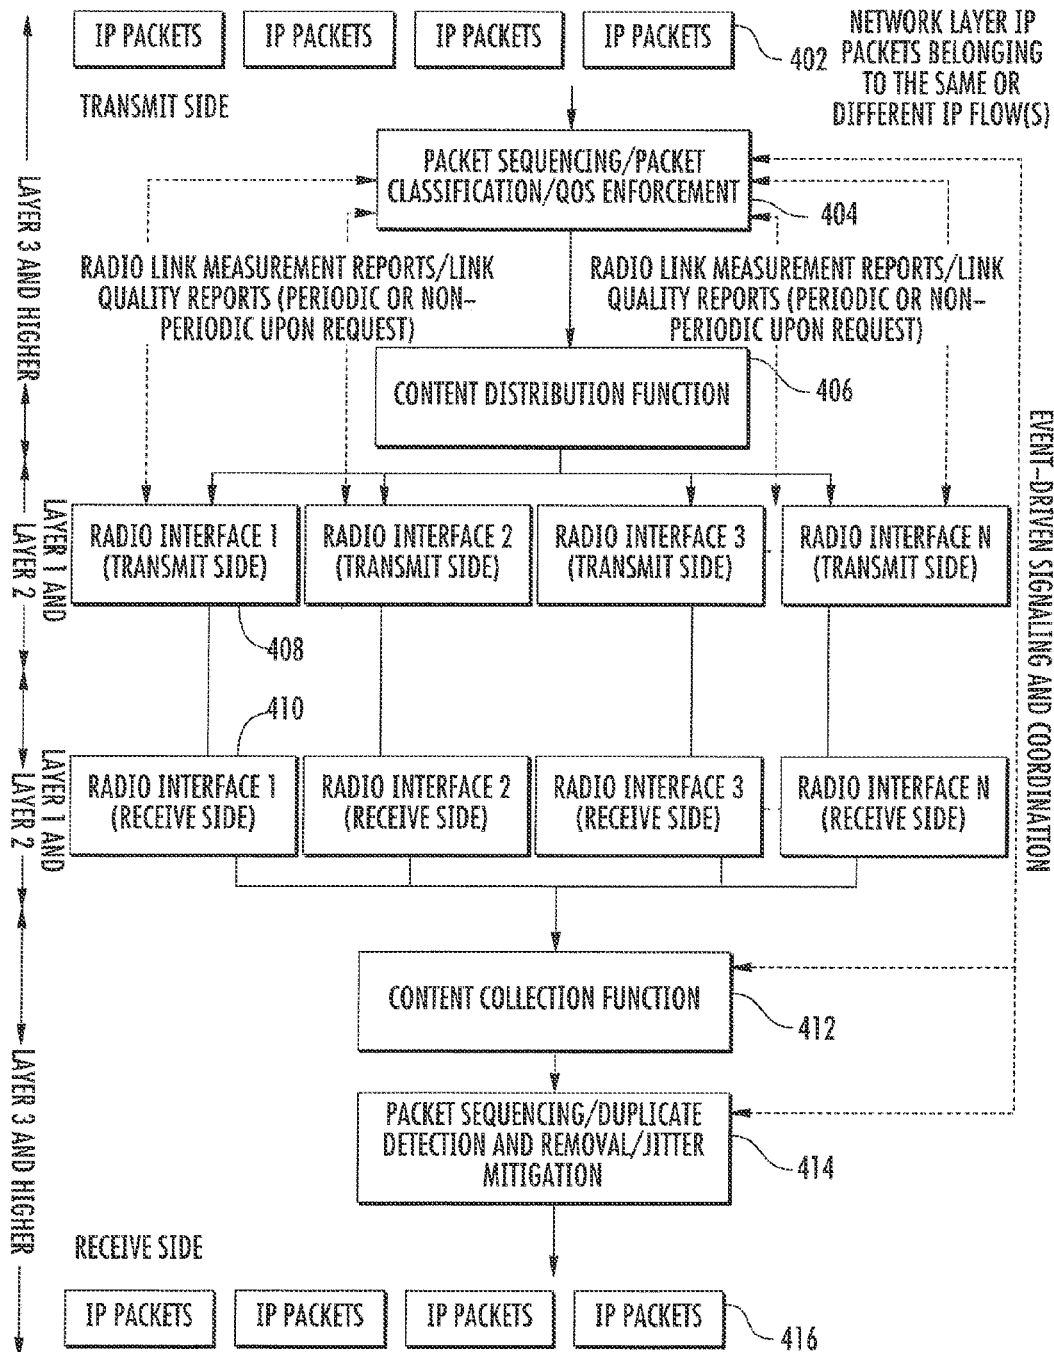 IP PACKETS
IP PACKETS
IP PACKETS
IP PACKETS
402
NETWORK LAYER IP
PACKETS BELONGING
TO THE SAME OR
DIFFERENT IP FLOW(S)
TRANSMIT SIDE
PACKET SEQUENCING/PACKET
CLASSIFICATION/QOS ENFORCEMENT
404
LAYER 3 AND HIGHER
RADIO LINK MEASUREMENT REPORTS/LINK
QUALITY REPORTS (PERIODIC OR NON-
PERIODIC UPON REQUEST)
RADIO LINK MEASUREMENT REPORTS/LINK
QUALITY REPORTS (PERIODIC OR NON-
PERIODIC UPON REQUEST)
CONTENT DISTRIBUTION FUNCTION
406
EVENT-DRIVEN SIGNALING AND COORDINATION
LAYER 1 AND
LAYER 2
RADIO INTERFACE 1
(TRANSMIT SIDE)
RADIO INTERFACE 2
(TRANSMIT SIDE)
RADIO INTERFACE 3
(TRANSMIT SIDE)
RADIO INTERFACE N
(TRANSMIT SIDE)
408
410
LAYER 1 AND
LAYER 2
RADIO INTERFACE 1
(RECEIVE SIDE)
RADIO INTERFACE 2
(RECEIVE SIDE)
RADIO INTERFACE 3
(RECEIVE SIDE)
RADIO INTERFACE N
(RECEIVE SIDE)
CONTENT COLLECTION FUNCTION
412
LAYER 3 AND HIGHER
PACKET SEQUENCING/DUPLICATE
DETECTION AND REMOVAL/JITTER
MITIGATION
414
RECEIVE SIDE
IP PACKETS
IP PACKETS
IP PACKETS
IP PACKETS
416